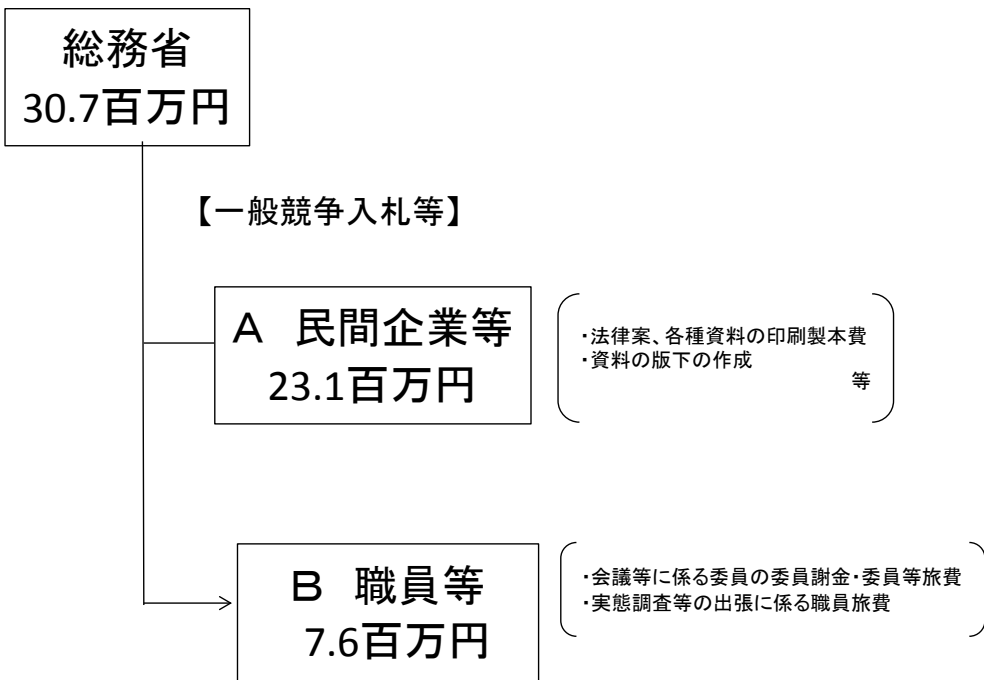 総務省
30.7百万円
【一般競争入札等】
A 民間企業等
23.1百万円
・法律案、各種資料の印刷製本費
・資料の版下の作成
等
B 職員等
7.6百万円
・会議等に係る委員の委員謝金・委員等旅費
・実態調査等の出張に係る職員旅費